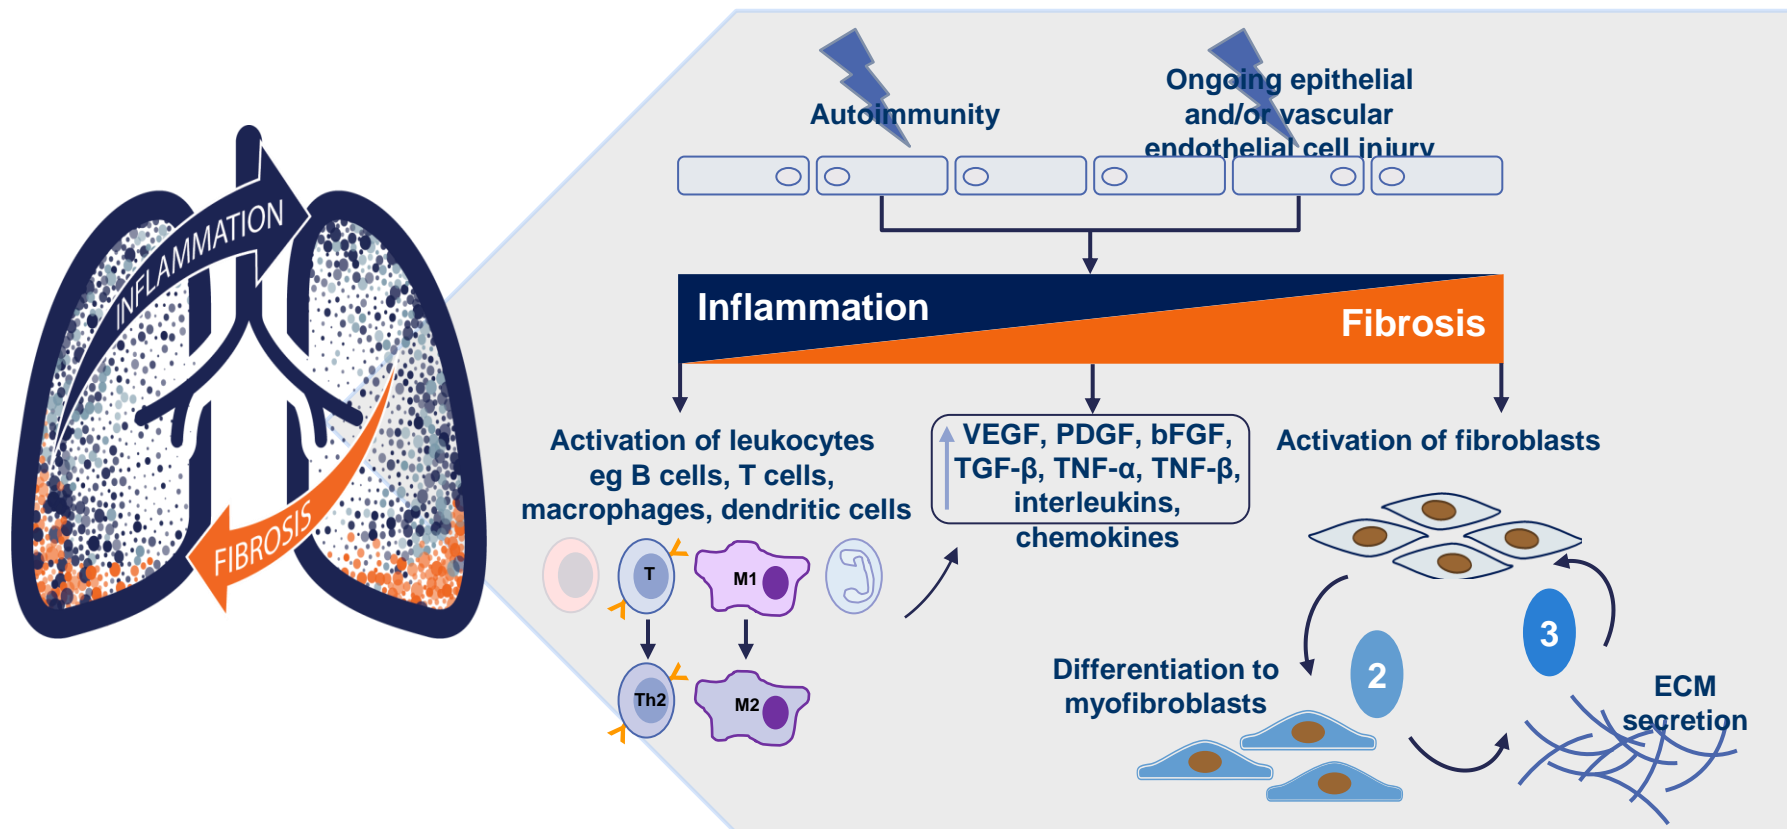 INFLAMMATION
FIBROSIS
Autoimmunity
Ongoing epithelial
and/or vascular
endothelial cell injury
Inflammation
Fibrosis
Activation of leukocytes
eg B cells, T cells,
macrophages, dendritic cells
T
M1
Th2
M2
VEGF, PDGF, bFGF,
TGF-β, TNF-α, TNF-β,
interleukins,
chemokines
Activation of fibroblasts
Differentiation to
myofibroblasts
2
3
ECM
secretion